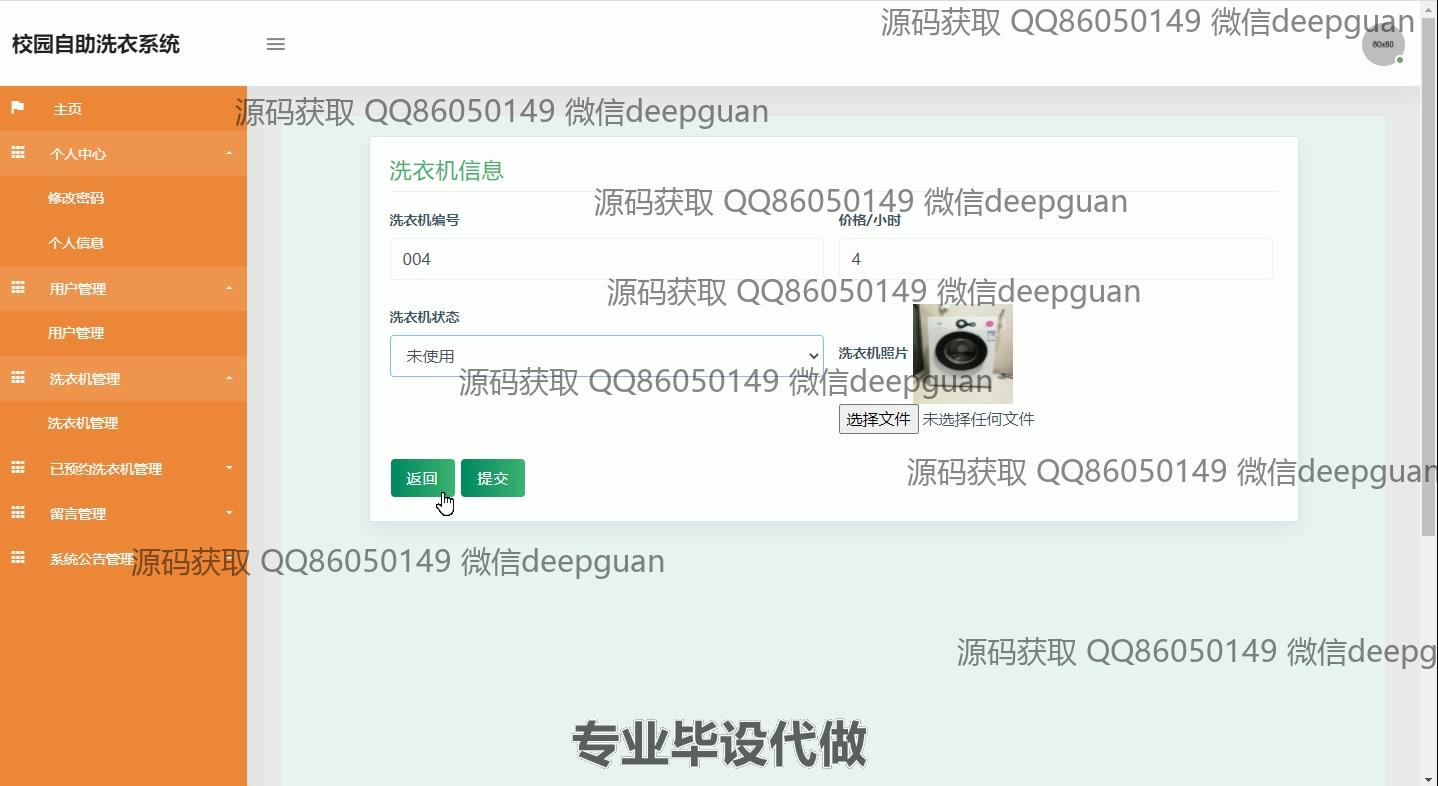 源码获取 QQ86050149 微信deepguan
校园自助洗衣系统
60x60
主页
源码获取 QQ86050149 微信deepguan
个人中心
洗衣机信息
修改密码
源码获取 QQ86050149 微信deepguan
洗衣机编号
价格/小时
个人信息
004
4
用户管理
源码获取 QQ86050149 微信deepguan
洗衣机状态
用户管理
未使用
洗衣机照片
洗衣机管理
源码获取 QQ86050149 微信deepguan
选择文件 未选择任何文件
洗衣机管理
已预约洗衣机管理
源码获取 QQ86050149 微信deepguan
返回 提交
留言管理
系统公告管理
源码获取 QQ86050149 微信deepguan
源码获取 QQ86050149 微信deepg
专业毕设代做